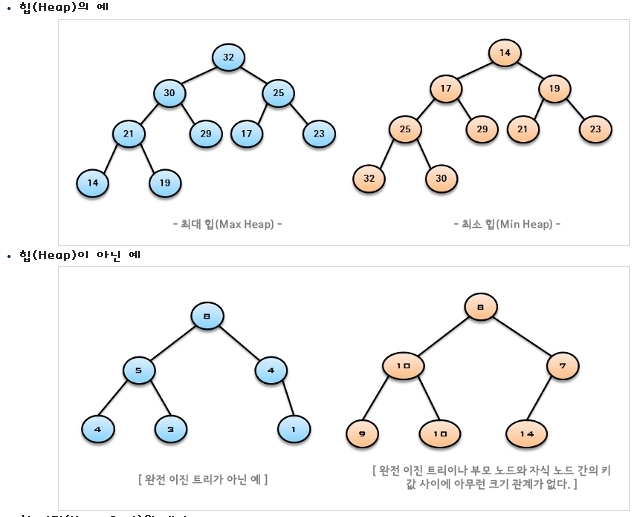 • 힙(Heap)의 예
32
30 25
21 29 17 23
14 19
14
17 19
25 29 21 23
32 30
- 최대 힙(Max Heap) -
- 최소 힙(Min Heap) -
• 힙(Heap)이 아닌 예
5 4
4 3 1
8
10 7
9 10 14
[ 완전 이진 트리가 아닌 예 ]
[ 완전 이진 트리이나 부모 노드와 자식 노드 간의 키
값 사이에 아무런 크기 관계가 없다. ]